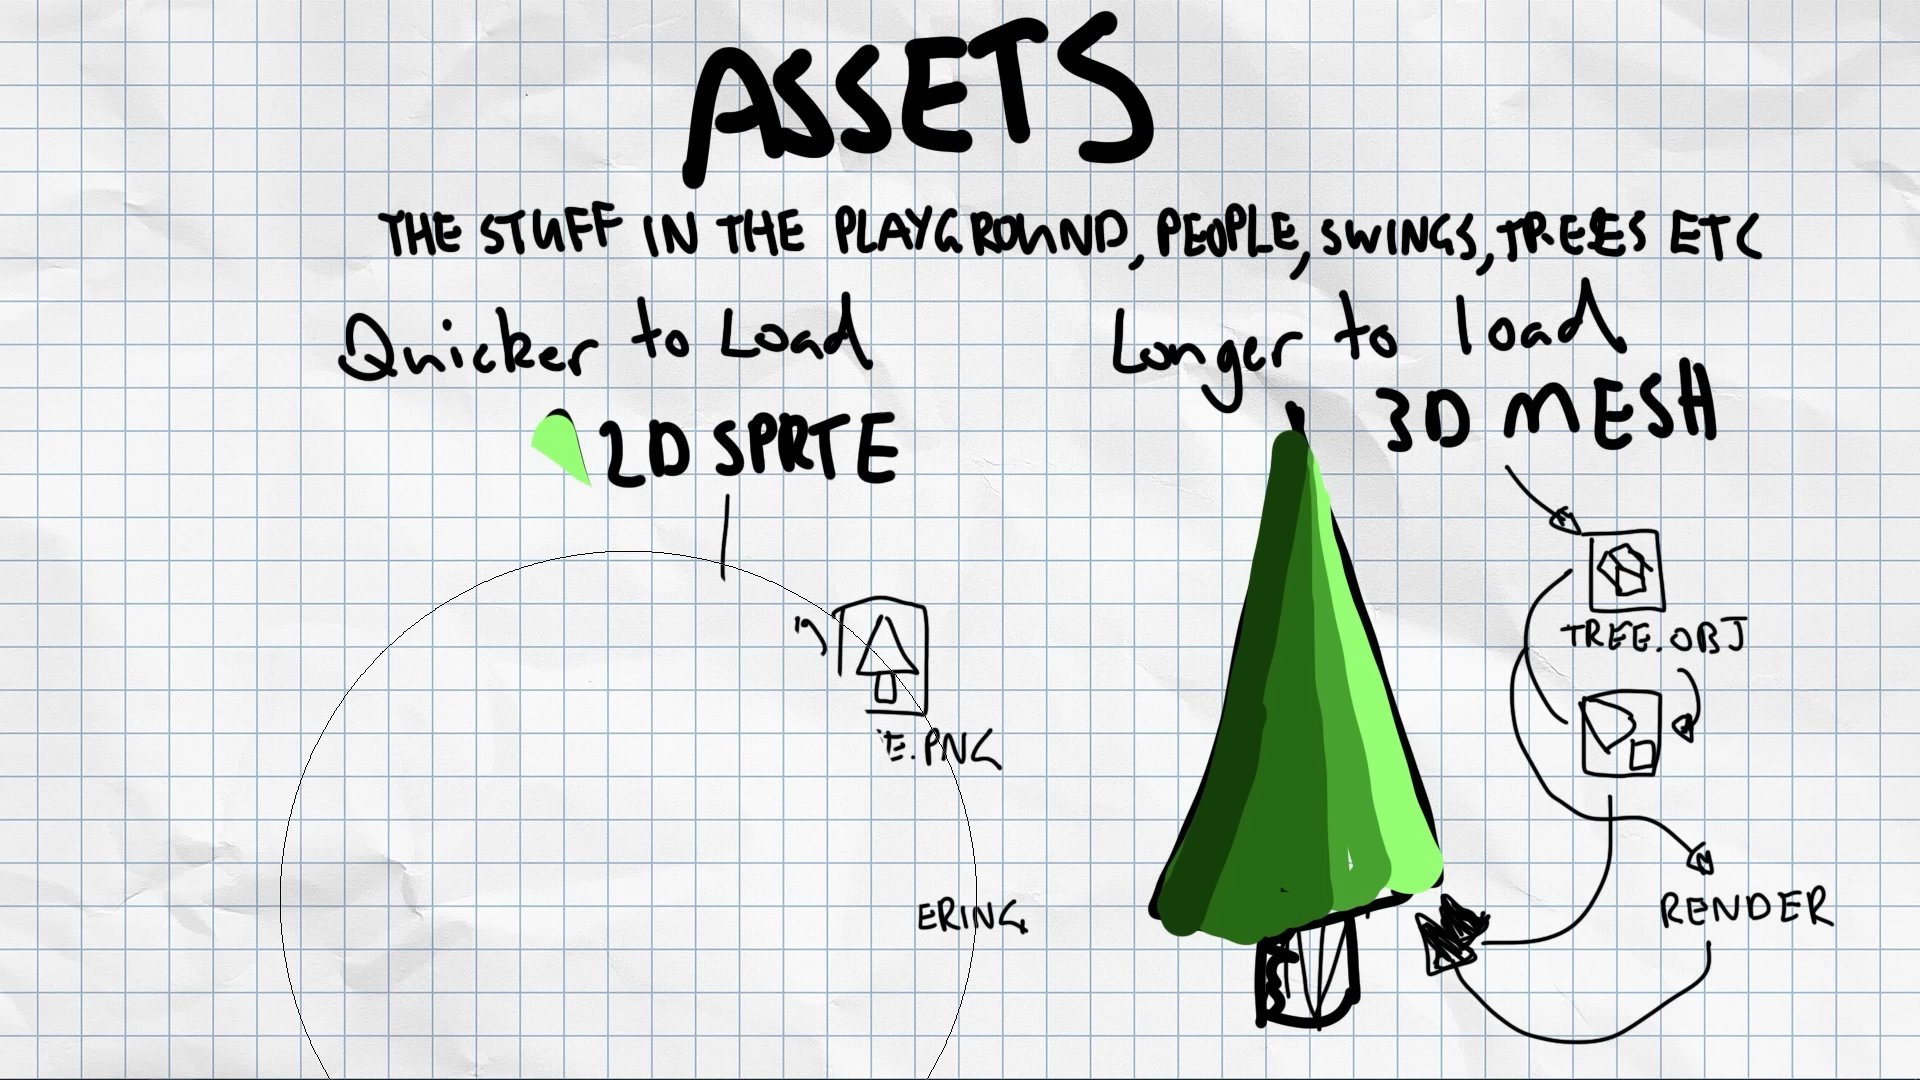 ASSETS
THE STUFF IN THE PLAYGROUND, PEOPLE, SWINGS, TREES ETC
Quicker to Load
Longer to load
2D SPRTE
3D MESH
TREE.OBJ
E.PNG
ERING
RENDER